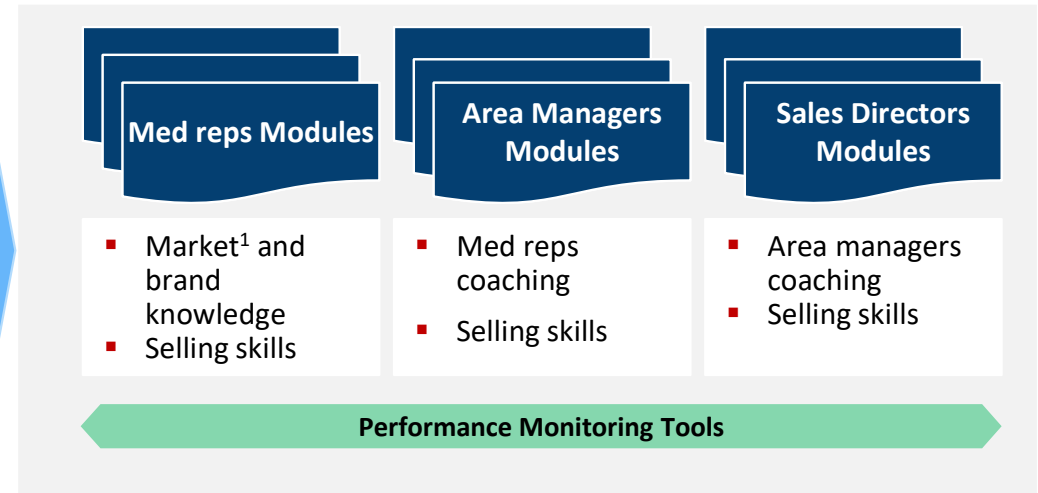 Med reps Modules
Area Managers
Modules
Sales Directors
Modules
▪ Market¹ and
brand
knowledge
▪ Selling skills
▪ Med reps
coaching
▪ Selling skills
▪ Area managers
coaching
▪ Selling skills
Performance Monitoring Tools